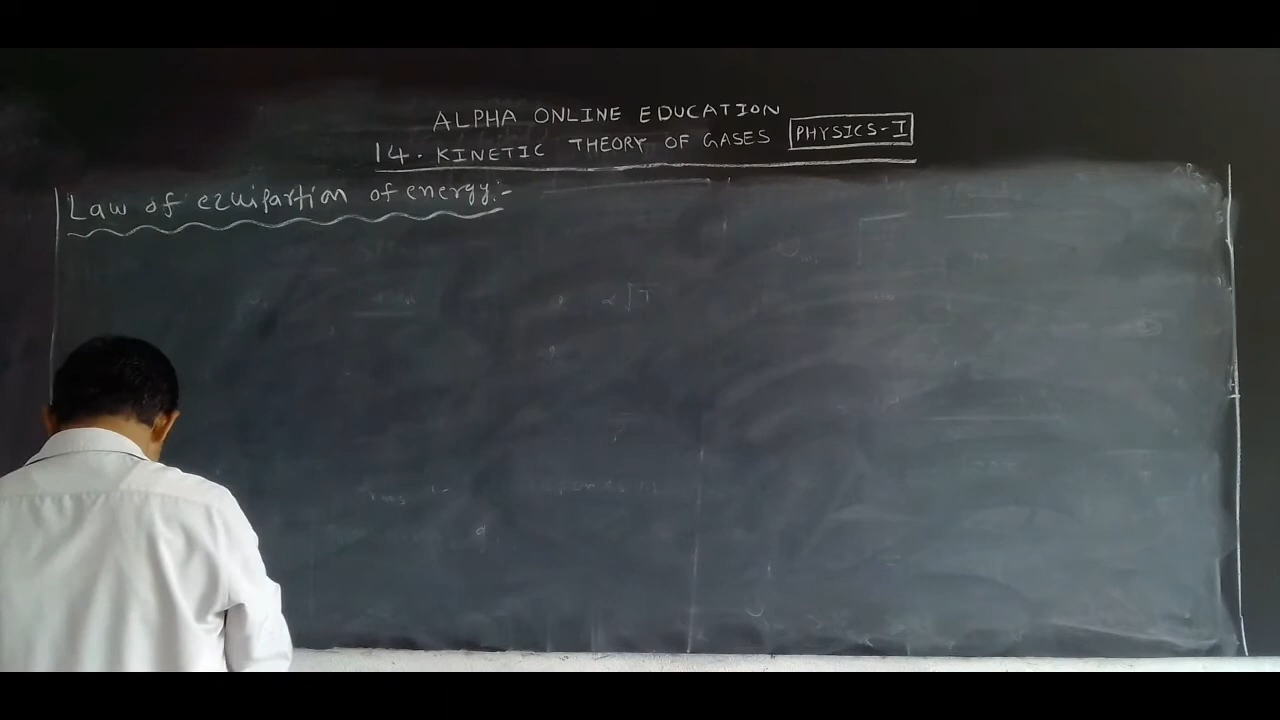 ALPHA ONLINE EDUCATION
14. KINETIC THEORY OF GASES PHYSICS-I
Law of equipartion of energy:-
α√T